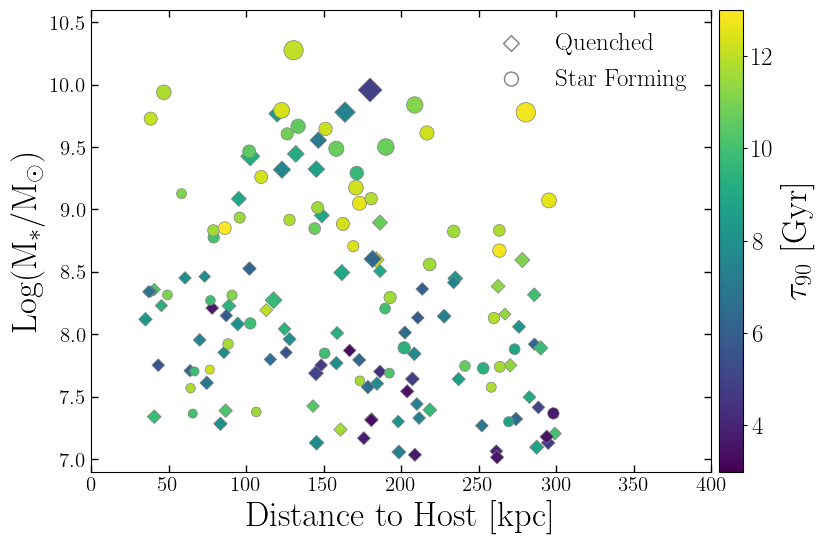 10.5
10.0
9.5
9.0
8.5
8.0
7.5
7.0
Log(M*/M⊙)
0 50 100 150 200 250 300 350 400
Distance to Host [kpc]
Quenched
Star Forming
12
10
8
6
4
τ90 [Gyr]